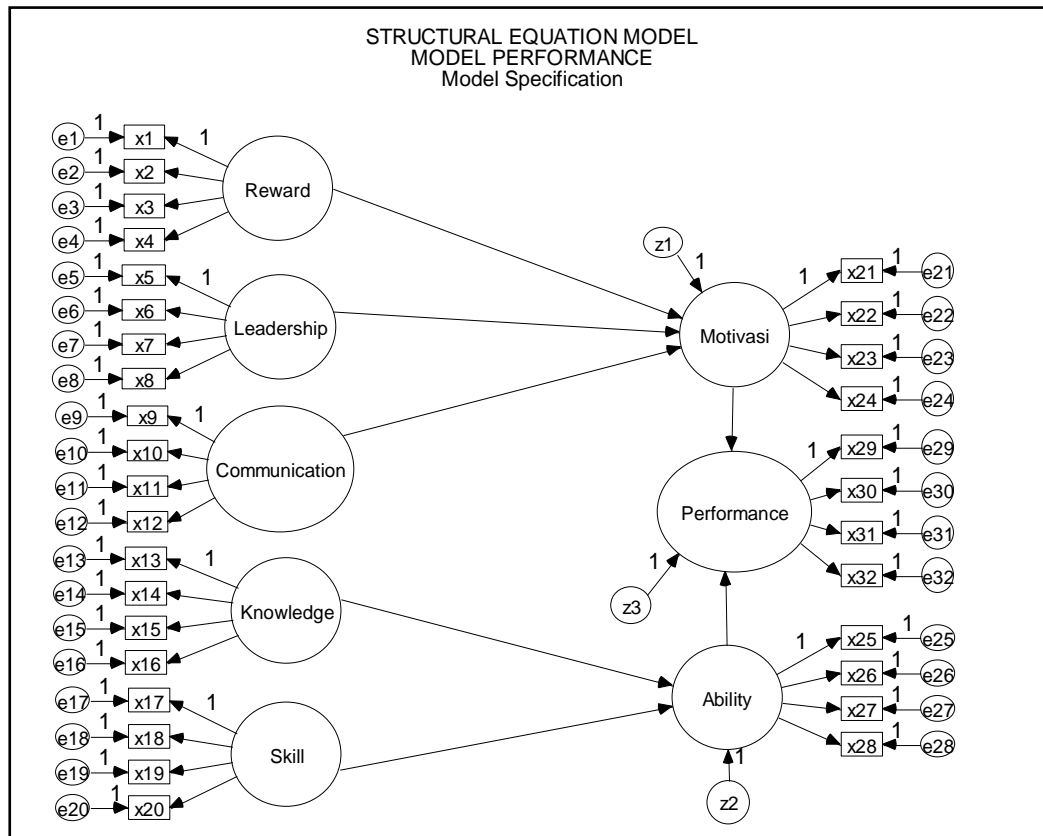 STRUCTURAL EQUATION MODEL
MODEL PERFORMANCE
Model Specification
e1 1 x1 1
e2 1 x2
e3 1 x3
e4 1 x4
Reward
e5 1 x5 1
e6 1 x6
e7 1 x7
e8 1 x8
Leadership
e9 1 x9 1
e10 1 x10
e11 1 x11
e12 1 x12
Communication
e13 1 x13 1
e14 1 x14
e15 1 x15
e16 1 x16
Knowledge
e17 1 x17 1
e18 1 x18
e19 1 x19
e20 1 x20
Skill
z1
1
Motivasi
1 x21 1 e21
x22 1 e22
x23 1 e23
x24 1 e24
Performance
1
z3
1 x29 1 e29
x30 1 e30
x31 1 e31
x32 1 e32
Ability
1
z2
1 x25 1 e25
x26 1 e26
x27 1 e27
x28 1 e28